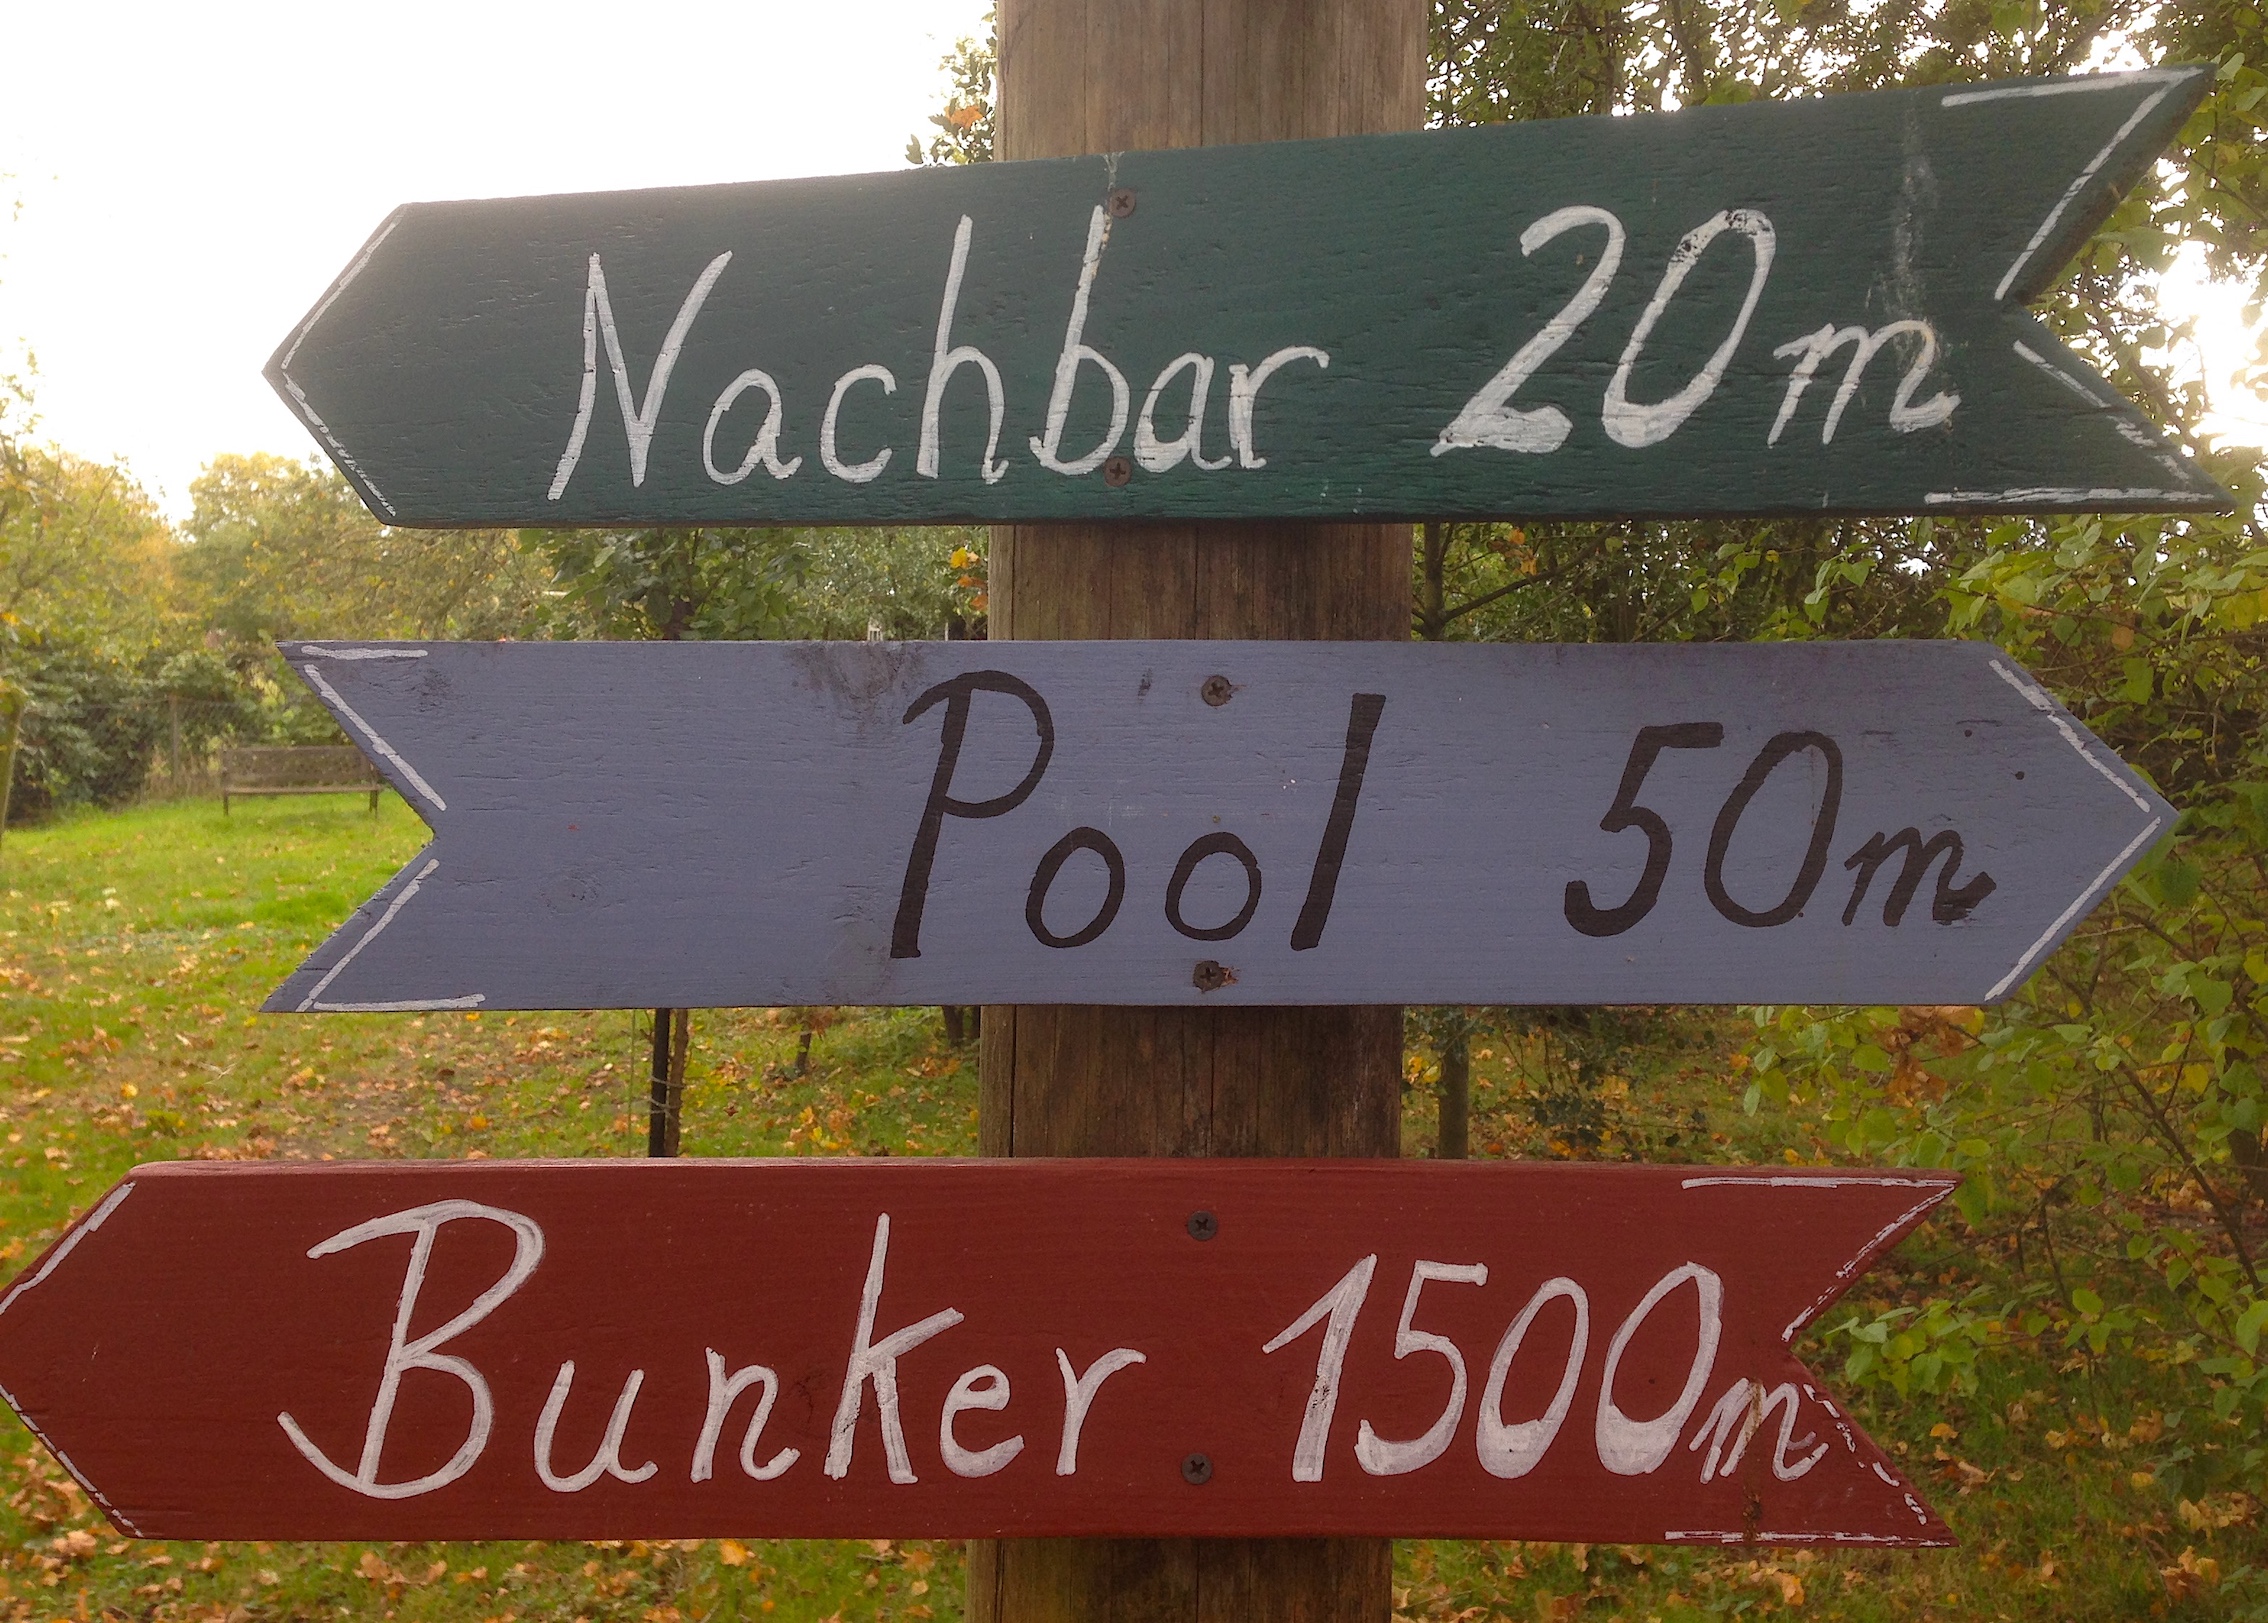 Nachbar 20m
Pool 50m
Bunker 1500m